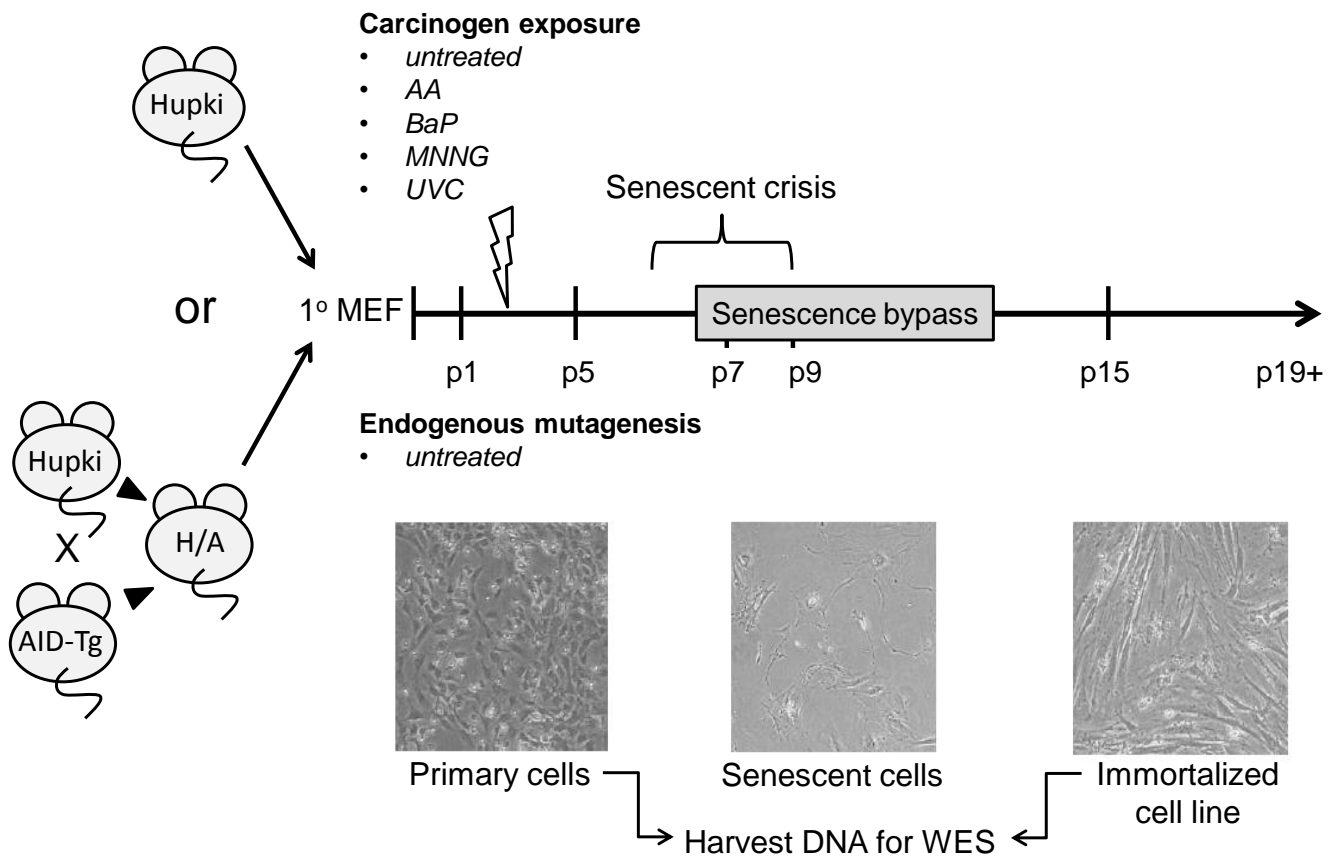 Carcinogen exposure
• untreated
• AA
• BaP
• MNNG
• UVC
Hupki
Senescent crisis
or
1º MEF
Senescence bypass
p1
p5
p7
p9
p15
p19+
Endogenous mutagenesis
• untreated
Hupki
X
H/A
AID-Tg
Primary cells
Senescent cells
Immortalized
cell line
Harvest DNA for WES